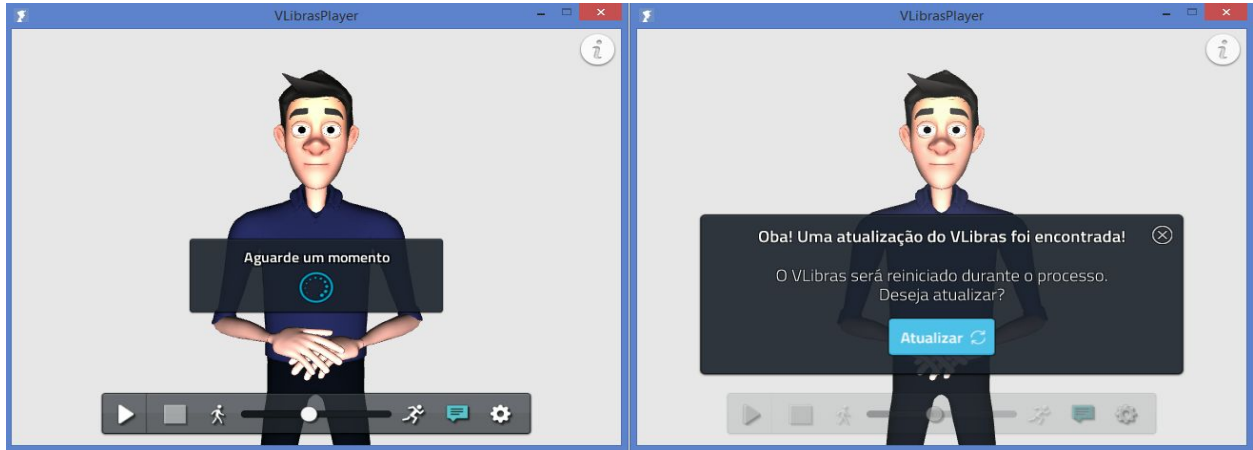 VLibrasPlayer
Aguarde um momento
VLibrasPlayer
Oba! Uma atualização do VLibras foi encontrada!
O VLibras será reiniciado durante o processo.
Deseja atualizar?
Atualizar